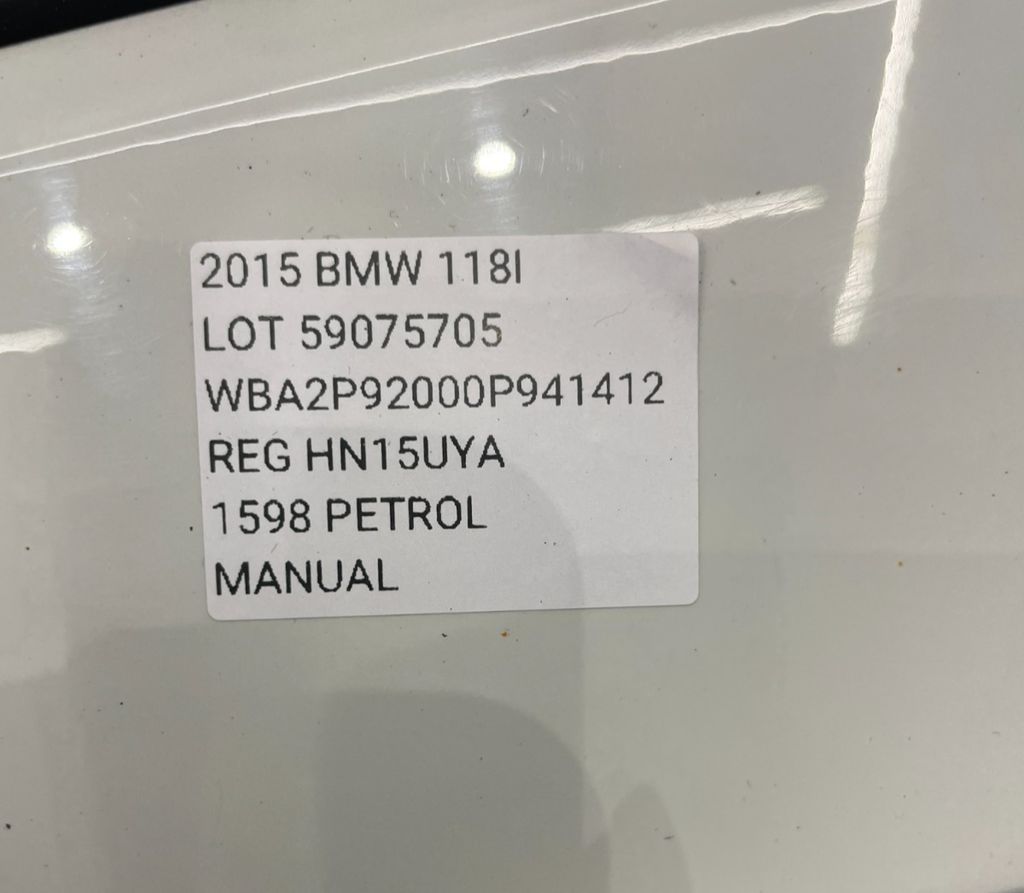 2015 BMW 118I
LOT 59075705
WBA2P92000P941412
REG HN15UYA
1598 PETROL
MANUAL